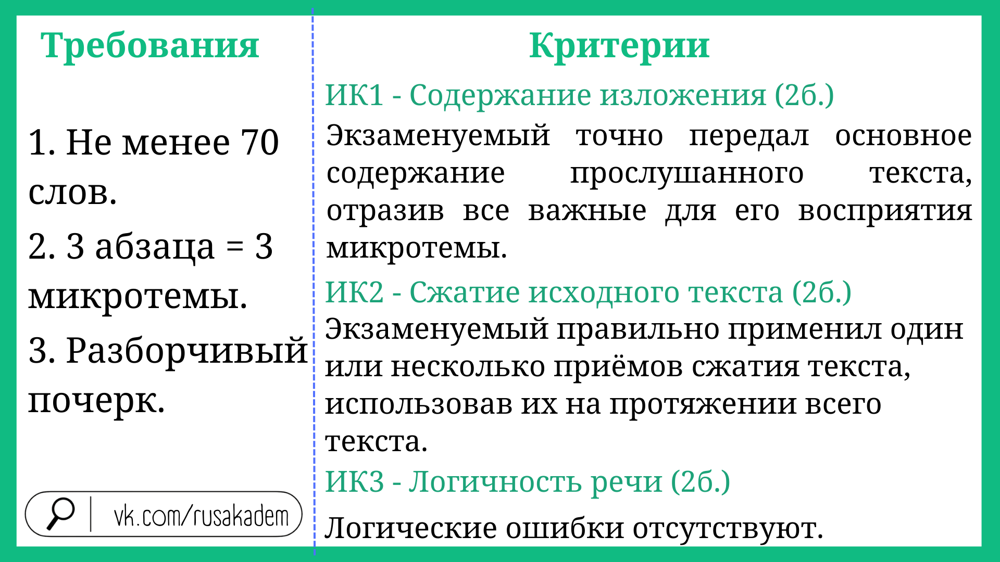 Требования
1. Не менее 70
слов.
2. 3 абзаца = 3
микротемы.
3. Разборчивый
почерк.
vk.com/rusakadem
Критерии
ИК1 - Содержание изложения (2б.)
Экзаменуемый точно передал основное
содержание прослушанного текста,
отразив все важные для его восприятия
микротемы.
ИК2 - Сжатие исходного текста (2б.)
Экзаменуемый правильно применил один
или несколько приёмов сжатия текста,
использовав их на протяжении всего
текста.
ИК3 - Логичность речи (2б.)
Логические ошибки отсутствуют.